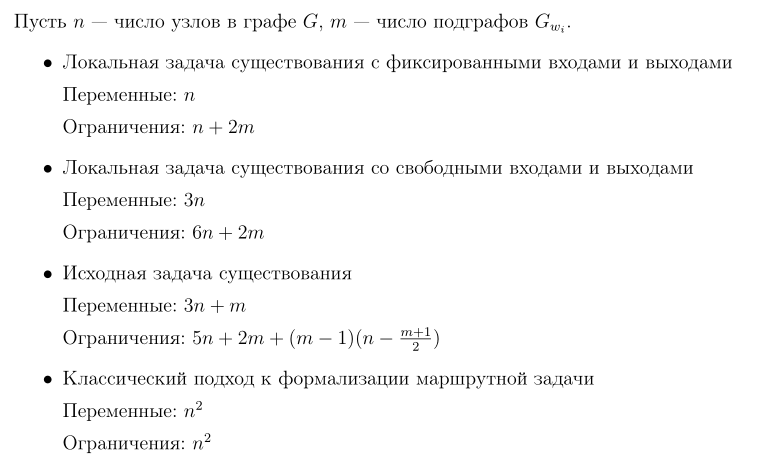 Пусть n — число узлов в графе G, m — число подграфов G_{w_i}.
• Локальная задача существования с фиксированными входами и выходами
Переменные: n
Ограничения: n + 2m
• Локальная задача существования со свободными входами и выходами
Переменные: 3n
Ограничения: 6n + 2m
• Исходная задача существования
Переменные: 3n + m
Ограничения: 5n + 2m + (m − 1)(n − \frac{m+1}{2})
• Классический подход к формализации маршрутной задачи
Переменные: n²
Ограничения: n²